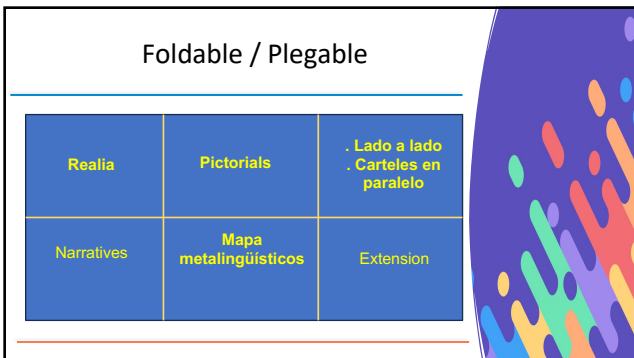 Foldable / Plegable
Realia
Pictorials
. Lado a lado
. Carteles en
paralelo
Narratives
Mapa
metalingüísticos
Extension